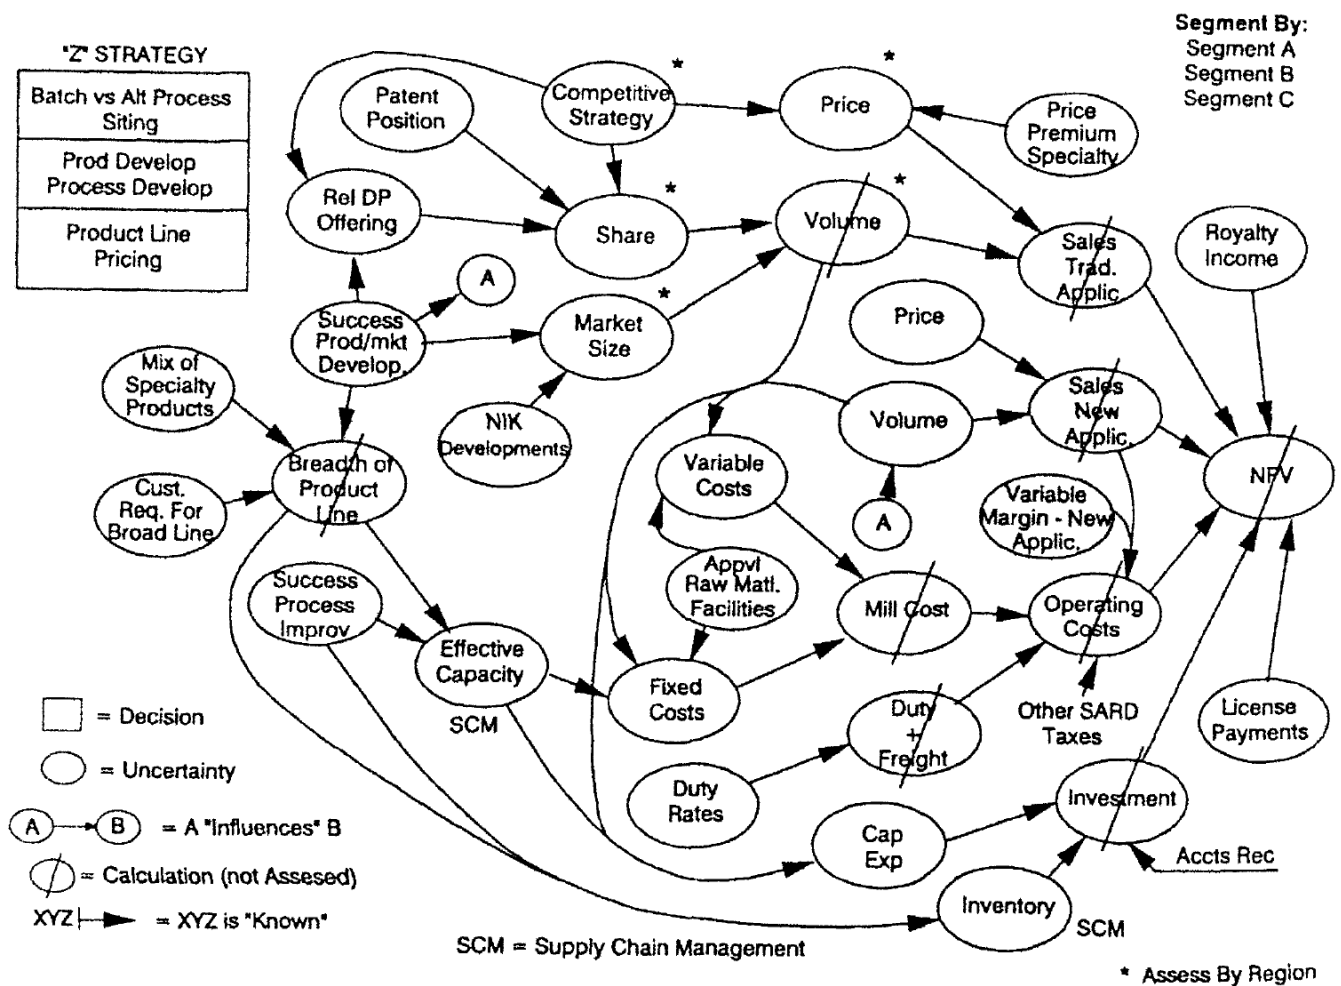 "Z" STRATEGY
Batch vs Alt Process
Siting
Prod Develop
Process Develop
Product Line
Pricing
Segment By:
Segment A
Segment B
Segment C
Patent
Position
Competitive
Strategy
*
Price
*
Price
Premium
Specialty
Rel DP
Offering
Share
*
Volume
*
Sales
Trad.
Applic
Royalty
Income
A
Success
Prod/mkt
Develop.
Market
Size
*
Price
Mix of
Specialty
Products
NIK
Developments
Volume
Sales
New
Applic.
Breadth of
Product
Line
Variable
Costs
NPV
Cust.
Req. For
Broad Line
A
Variable
Margin - New
Applic.
Success
Process
Improv
Appvl
Raw Matl.
Facilities
Mill Cost
Operating
Costs
Effective
Capacity
SCM
Fixed
Costs
Duty
+
Freight
Other SARD
Taxes
License
Payments
Duty
Rates
Investment
Cap
Exp
Accts Rec
Inventory
SCM
= Decision
= Uncertainty
A B = A "Influences" B
= Calculation (not Assesed)
XYZ = XYZ is "Known"
SCM = Supply Chain Management
* Assess By Region